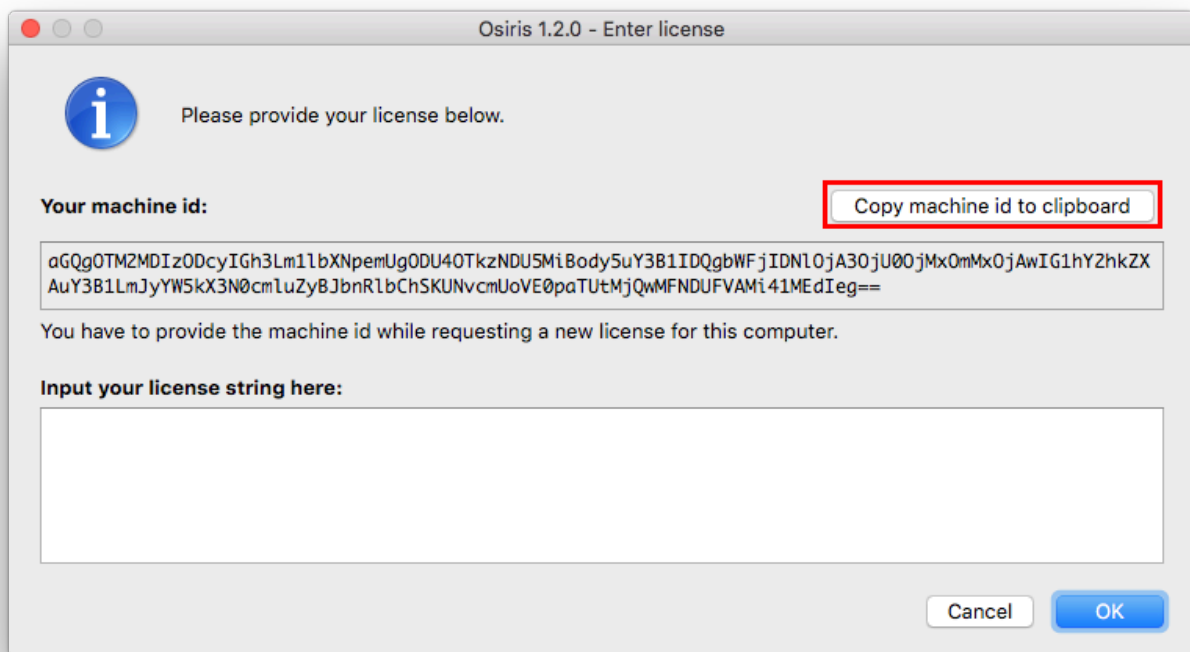 Osiris 1.2.0 - Enter license
Please provide your license below.
Your machine id:
Copy machine id to clipboard
aGQgOTM2MDIzODcyIGh3Lm1lbXNpemUgODU4OTkzNDU5MiBody5uY3B1IDQgbWFjIDNlOjA3OjU0OjMxOmMxOjAwIG1hY2hkZX
AuY3B1LmJyYW5kX3N0cmluZyBJbnRlbChSKUNvcmUoVE0paTUtMjQwMFNDUFVAMi41MEdIeg==
You have to provide the machine id while requesting a new license for this computer.
Input your license string here:
Cancel
OK